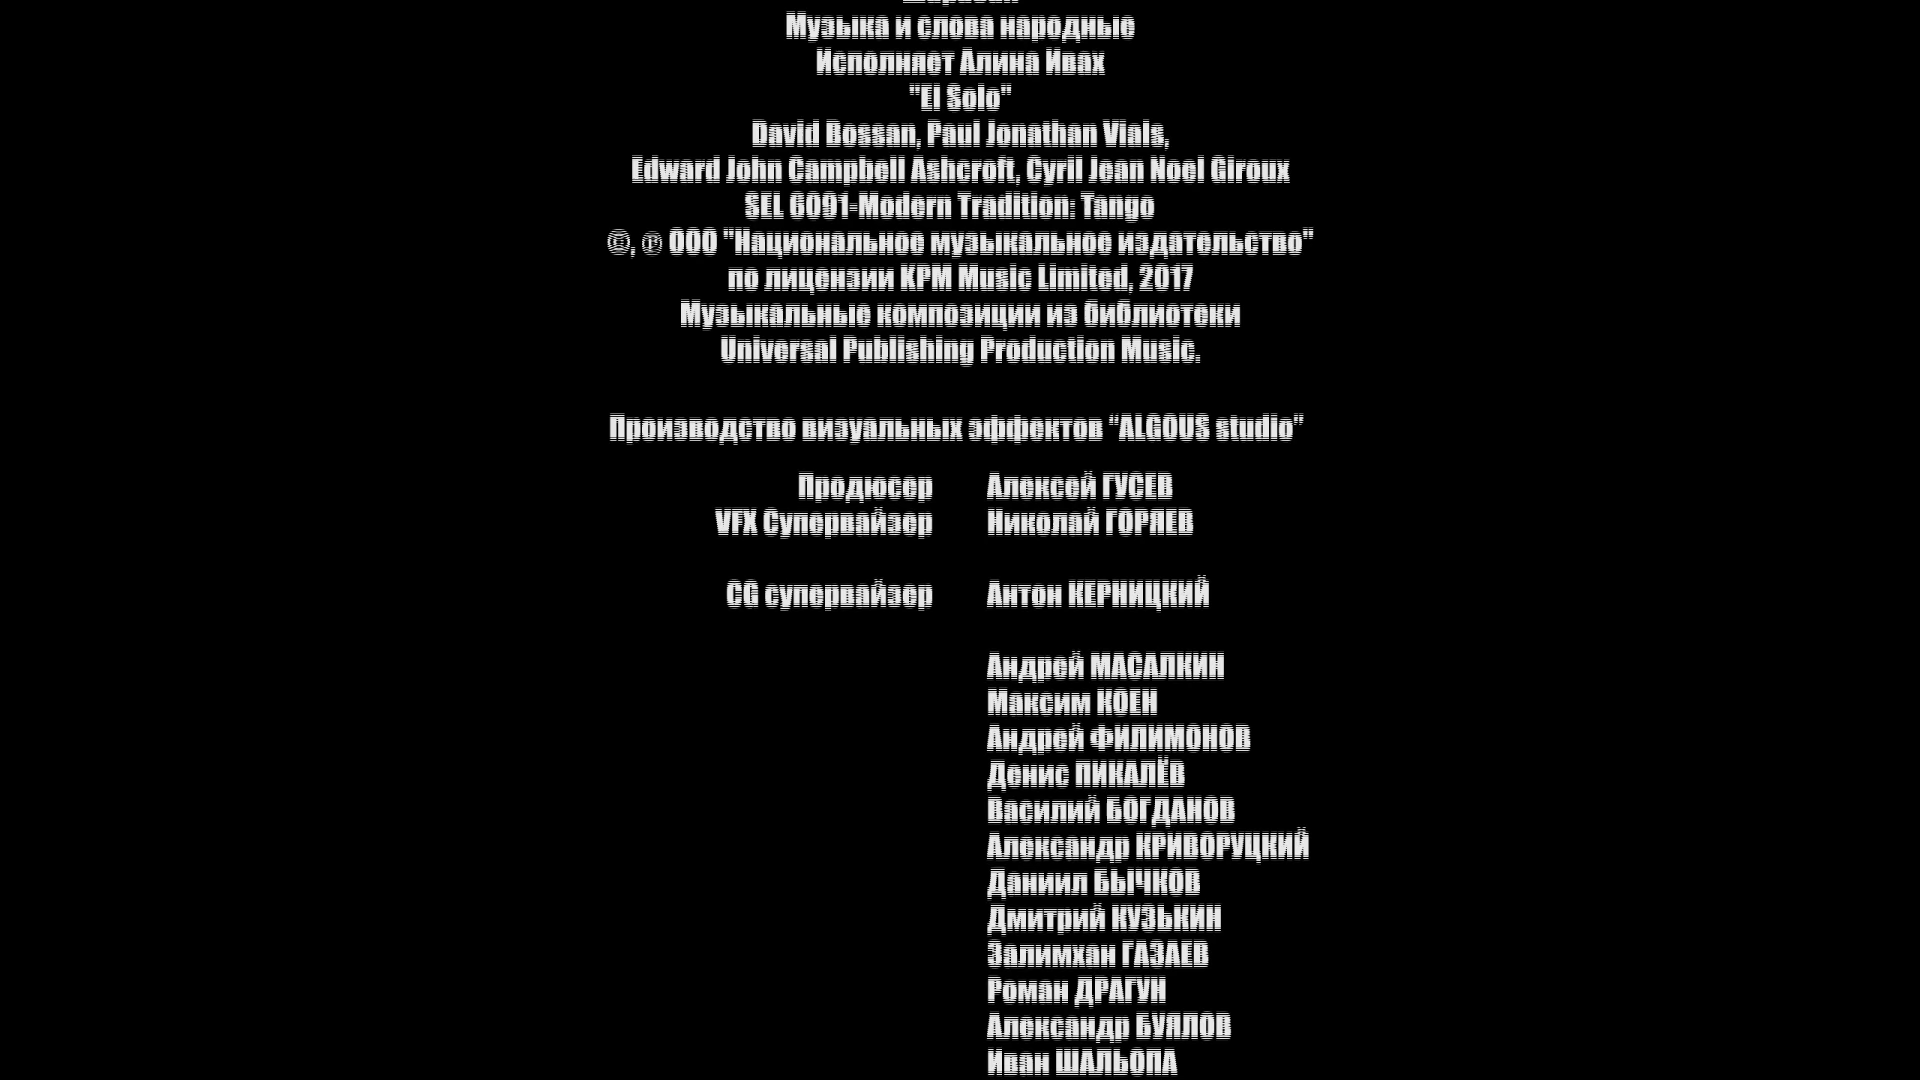 Музыка и слова народные
Исполняет Алина Ивах
"El Solo"
David Bossan, Paul Jonathan Vials,
Edward John Campbell Ashcroft, Cyril Jean Noel Giroux
SEL 6091-Modern Tradition: Tango
©, ℗ ООО "Национальное музыкальное издательство"
по лицензии KPM Music Limited, 2017
Музыкальные композиции из библиотеки
Universal Publishing Production Music.
Производство визуальных эффектов “ALGOUS studio”
Продюсер Алексей ГУСЕВ
VFX Супервайзер Николай ГОРЯЕВ
CG супервайзер Антон КЕРНИЦКИЙ
Андрей МАСАЛКИН
Максим КОЕН
Андрей ФИЛИМОНОВ
Денис ПИКАЛЁВ
Василий БОГДАНОВ
Александр КРИВОРУЦКИЙ
Даниил БЫЧКОВ
Дмитрий КУЗЬКИН
Залимхан ГАЗАЕВ
Роман ДРАГУН
Александр БУЯЛОВ
Иван ШАЛЬОПА